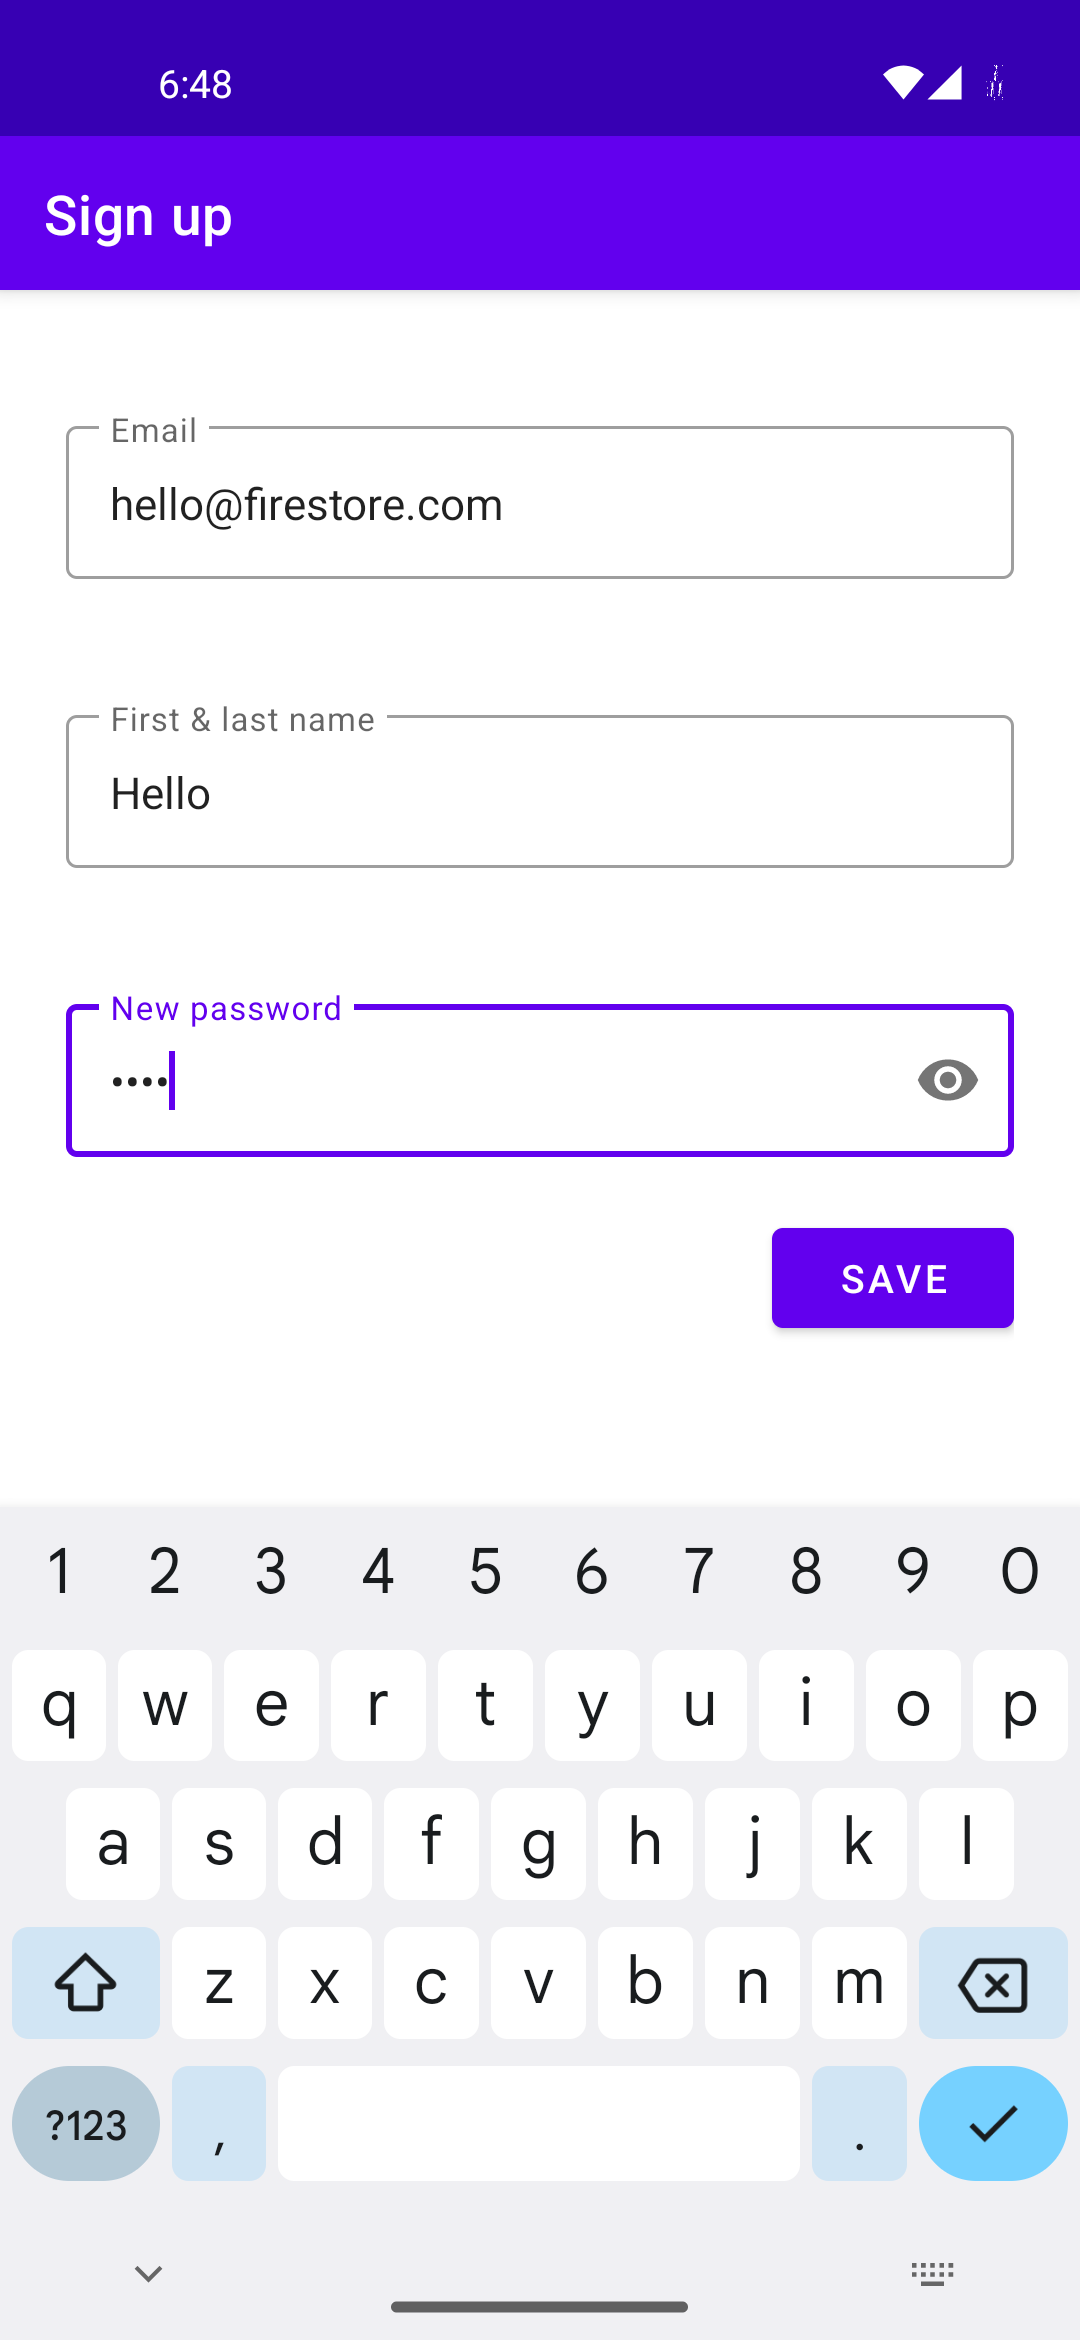 6:48
Sign up
Email
hello@firestore.com
First & last name
Hello
New password
••••
SAVE
1 2 3 4 5 6 7 8 9 0
q w e r t y u i o p
a s d f g h j k l
z x c v b n m
?123 , .